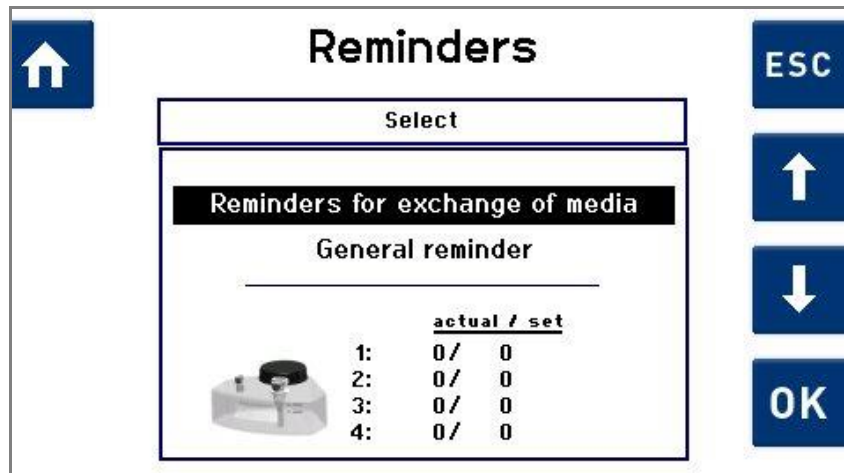 Reminders
ESC
Select
Reminders for exchange of media
General reminder
actual / set
1: 0/ 0
2: 0/ 0
3: 0/ 0
4: 0/ 0
OK